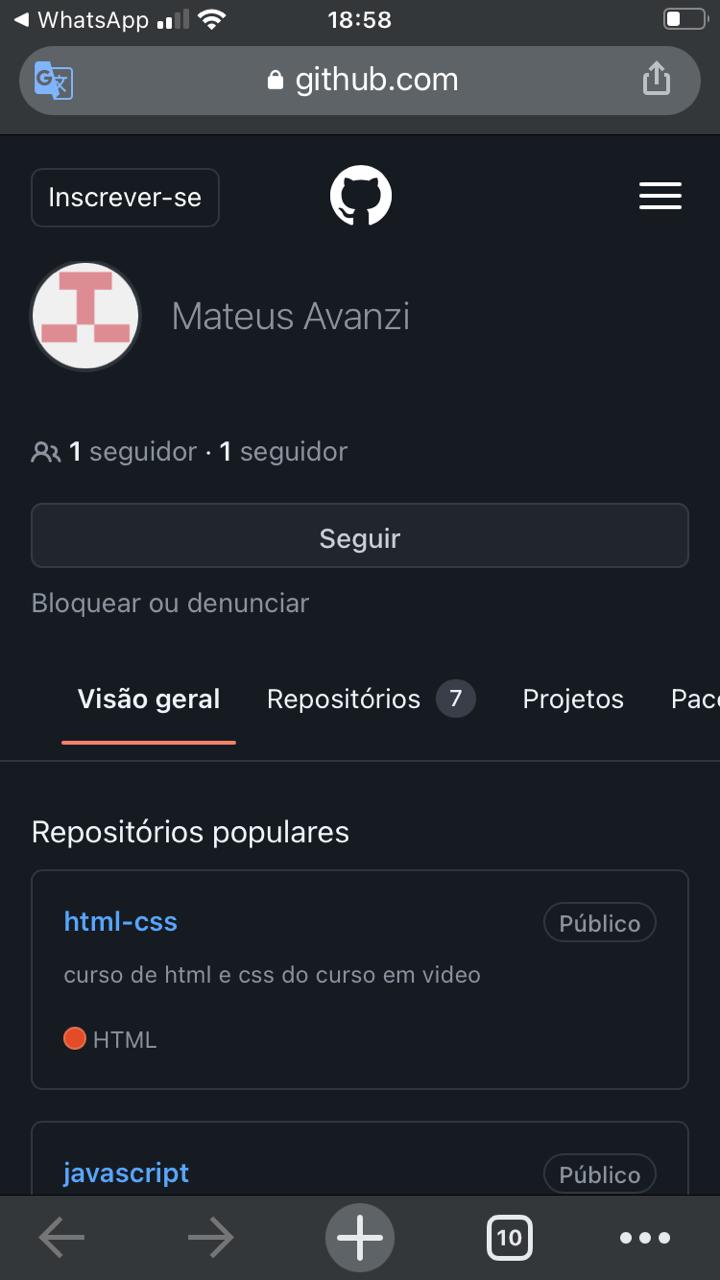 WhatsApp 18:58
github.com
Inscrever-se
Mateus Avanzi
1 seguidor · 1 seguidor
Seguir
Bloquear ou denunciar
Visão geral Repositórios 7 Projetos Pac
Repositórios populares
html-css Público
curso de html e css do curso em video
HTML
javascript Público
10